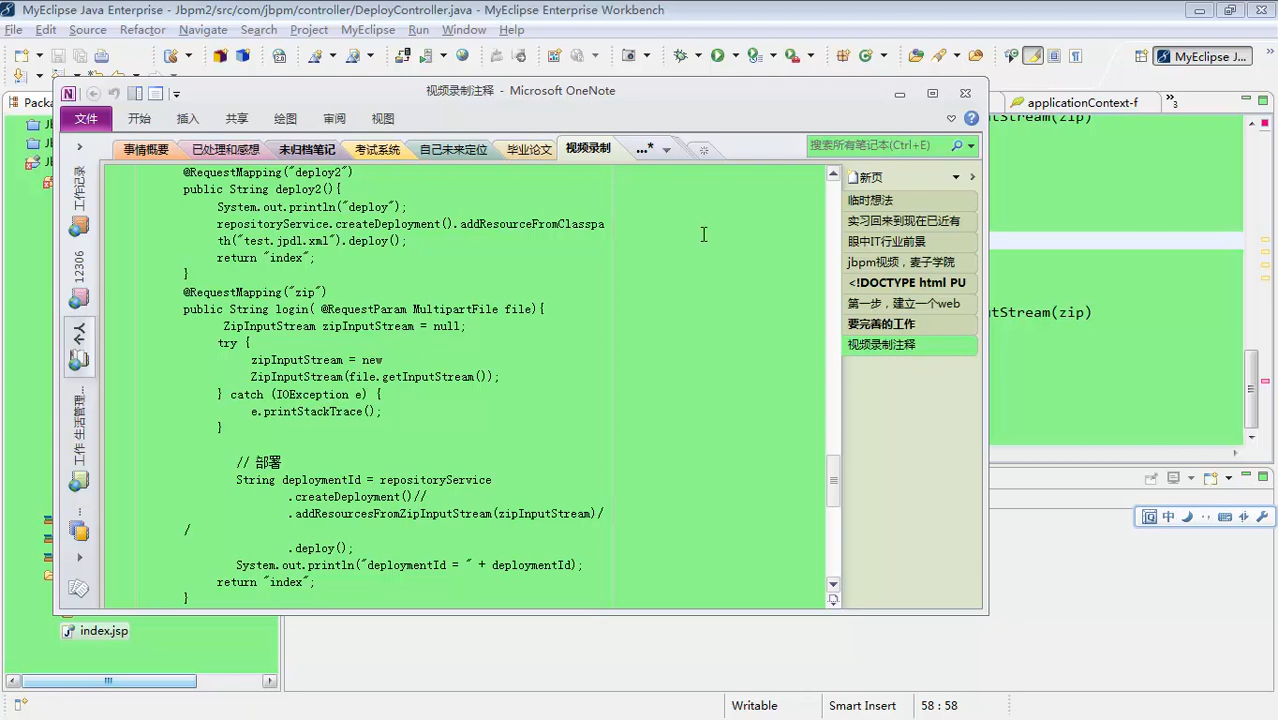 MyEclipse Java Enterprise - Jbpm2/src/com/jbpm/controller/DeployController.java - MyEclipse Enterprise Workbench
File Edit Source Refactor Navigate Search Project MyEclipse Run Window Help
MyEclipse J...
视频录制注释 - Microsoft OneNote
Packa
applicationContext-f
3
文件 开始 插入 共享 绘图 审阅 视图
ntStream(zip)
事情概要 已处理和感想 未归档笔记 考试系统 自己未来定位 毕业论文 视频录制 ...*
搜索所有笔记本(Ctrl+E)
工作记录
12306
工作 生活管理...
@RequestMapping("deploy2")
public String deploy2(){
System.out.println("deploy");
repositoryService.createDeployment().addResourceFromClasspa
th("test.jpdl.xml").deploy();
return "index";
}
@RequestMapping("zip")
public String login( @RequestParam MultipartFile file){
ZipInputStream zipInputStream = null;
try {
zipInputStream = new
ZipInputStream(file.getInputStream());
} catch (IOException e) {
e.printStackTrace();
}
// 部署
String deploymentId = repositoryService
.createDeployment()//
.addResourcesFromZipInputStream(zipInputStream)/
/
.deploy();
System.out.println("deploymentId = " + deploymentId);
return "index";
}
新页
临时想法
实习回来到现在已近有
眼中IT行业前景
jbpm视频，麦子学院
<!DOCTYPE html PU
第一步，建立一个web
要完善的工作
视频录制注释
utStream(zip)
中
index.jsp
Writable
Smart Insert
58 : 58